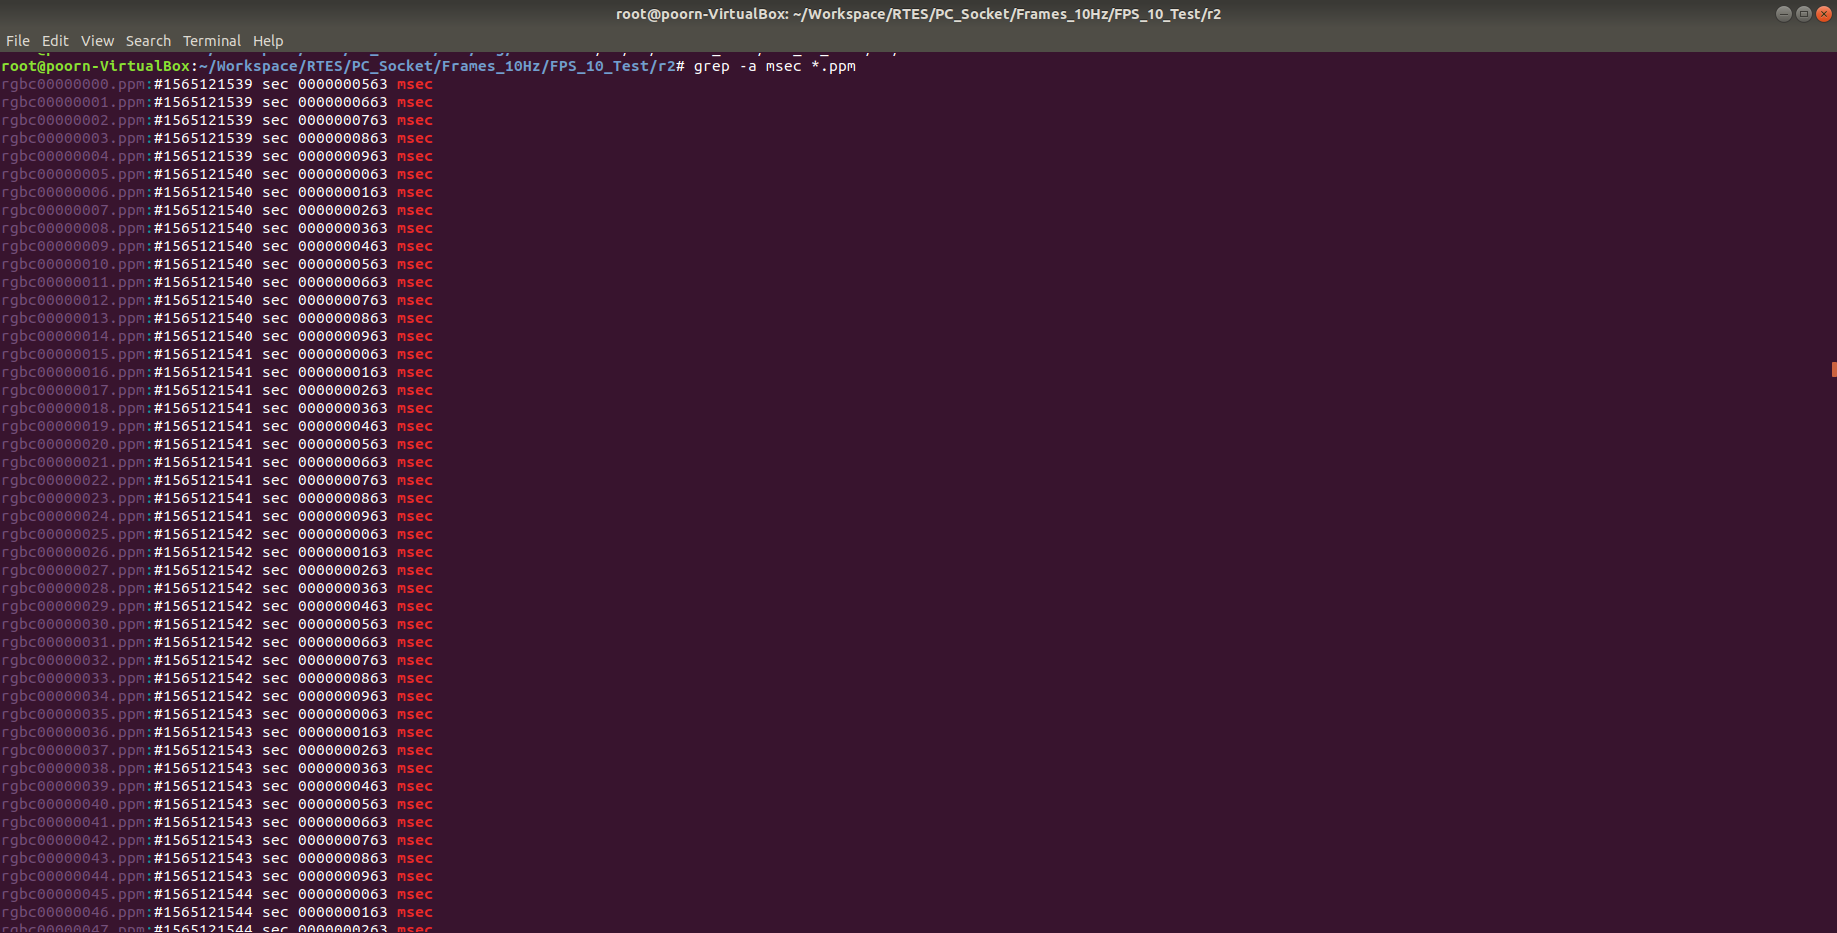 root@poorn-VirtualBox: ~/Workspace/RTES/PC_Socket/Frames_10Hz/FPS_10_Test/r2
File Edit View Search Terminal Help
root@poorn-VirtualBox:~/Workspace/RTES/PC_Socket/Frames_10Hz/FPS_10_Test/r2# grep -a msec *.ppm
rgbc00000000.ppm:#1565121539 sec 0000000563 msec
rgbc00000001.ppm:#1565121539 sec 0000000663 msec
rgbc00000002.ppm:#1565121539 sec 0000000763 msec
rgbc00000003.ppm:#1565121539 sec 0000000863 msec
rgbc00000004.ppm:#1565121539 sec 0000000963 msec
rgbc00000005.ppm:#1565121540 sec 0000000063 msec
rgbc00000006.ppm:#1565121540 sec 0000000163 msec
rgbc00000007.ppm:#1565121540 sec 0000000263 msec
rgbc00000008.ppm:#1565121540 sec 0000000363 msec
rgbc00000009.ppm:#1565121540 sec 0000000463 msec
rgbc00000010.ppm:#1565121540 sec 0000000563 msec
rgbc00000011.ppm:#1565121540 sec 0000000663 msec
rgbc00000012.ppm:#1565121540 sec 0000000763 msec
rgbc00000013.ppm:#1565121540 sec 0000000863 msec
rgbc00000014.ppm:#1565121540 sec 0000000963 msec
rgbc00000015.ppm:#1565121541 sec 0000000063 msec
rgbc00000016.ppm:#1565121541 sec 0000000163 msec
rgbc00000017.ppm:#1565121541 sec 0000000263 msec
rgbc00000018.ppm:#1565121541 sec 0000000363 msec
rgbc00000019.ppm:#1565121541 sec 0000000463 msec
rgbc00000020.ppm:#1565121541 sec 0000000563 msec
rgbc00000021.ppm:#1565121541 sec 0000000663 msec
rgbc00000022.ppm:#1565121541 sec 0000000763 msec
rgbc00000023.ppm:#1565121541 sec 0000000863 msec
rgbc00000024.ppm:#1565121541 sec 0000000963 msec
rgbc00000025.ppm:#1565121542 sec 0000000063 msec
rgbc00000026.ppm:#1565121542 sec 0000000163 msec
rgbc00000027.ppm:#1565121542 sec 0000000263 msec
rgbc00000028.ppm:#1565121542 sec 0000000363 msec
rgbc00000029.ppm:#1565121542 sec 0000000463 msec
rgbc00000030.ppm:#1565121542 sec 0000000563 msec
rgbc00000031.ppm:#1565121542 sec 0000000663 msec
rgbc00000032.ppm:#1565121542 sec 0000000763 msec
rgbc00000033.ppm:#1565121542 sec 0000000863 msec
rgbc00000034.ppm:#1565121542 sec 0000000963 msec
rgbc00000035.ppm:#1565121543 sec 0000000063 msec
rgbc00000036.ppm:#1565121543 sec 0000000163 msec
rgbc00000037.ppm:#1565121543 sec 0000000263 msec
rgbc00000038.ppm:#1565121543 sec 0000000363 msec
rgbc00000039.ppm:#1565121543 sec 0000000463 msec
rgbc00000040.ppm:#1565121543 sec 0000000563 msec
rgbc00000041.ppm:#1565121543 sec 0000000663 msec
rgbc00000042.ppm:#1565121543 sec 0000000763 msec
rgbc00000043.ppm:#1565121543 sec 0000000863 msec
rgbc00000044.ppm:#1565121543 sec 0000000963 msec
rgbc00000045.ppm:#1565121544 sec 0000000063 msec
rgbc00000046.ppm:#1565121544 sec 0000000163 msec
rgbc00000047.ppm:#1565121544 sec 0000000263 msec